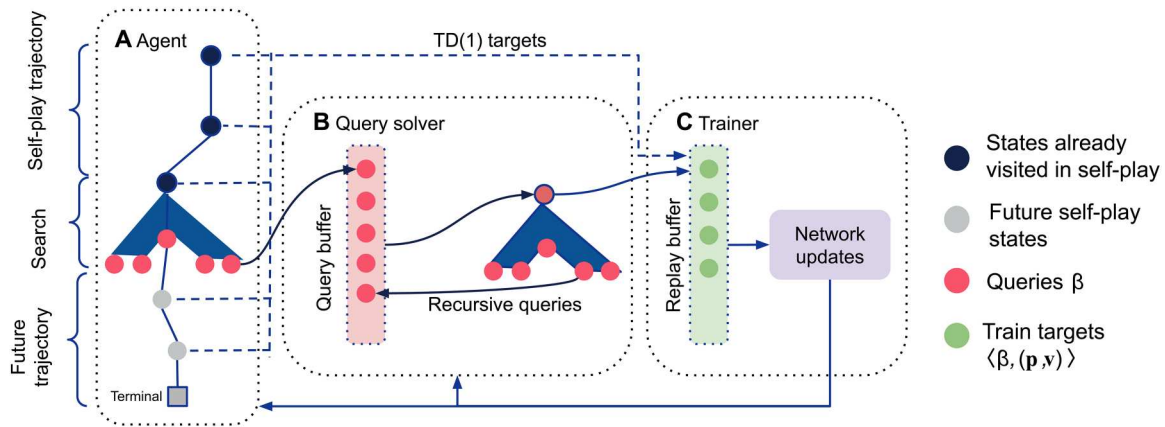 A Agent
TD(1) targets
Self-play trajectory
Search
Future
trajectory
Terminal
B Query solver
Query buffer
Recursive queries
C Trainer
Replay buffer
Network
updates
States already
visited in self-play
Future self-play
states
Queries β
Train targets
⟨β, (p ,v) ⟩